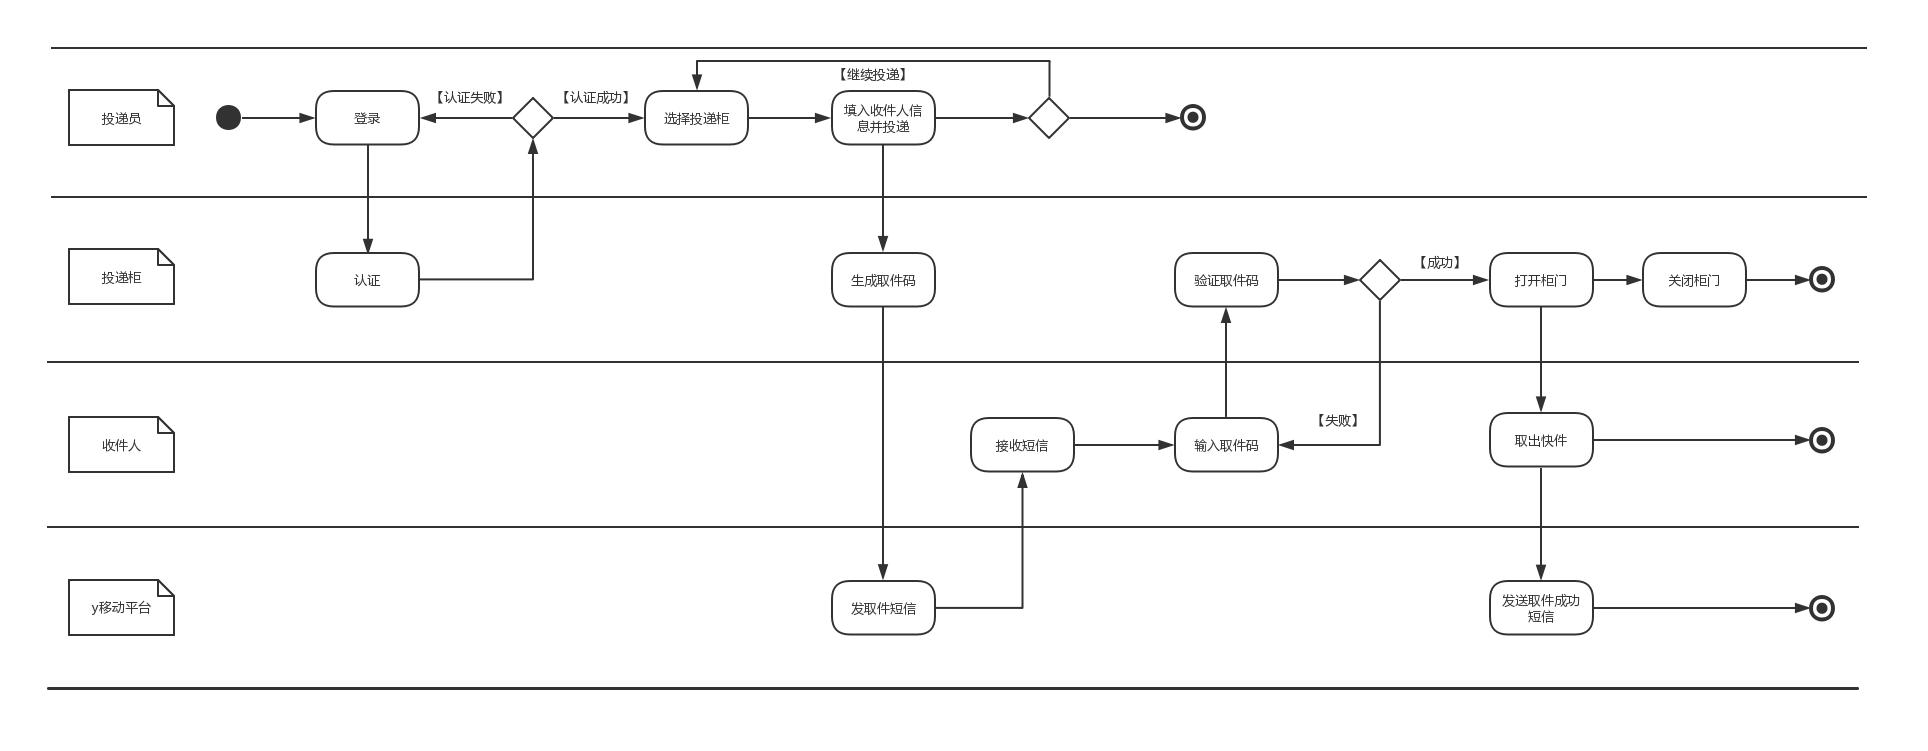 【继续投递】
投递员
登录
【认证失败】
【认证成功】
选择投递柜
填入收件人信
息并投递
投递柜
认证
生成取件码
验证取件码
【成功】
打开柜门
关闭柜门
收件人
接收短信
输入取件码
【失败】
取出快件
y移动平台
发取件短信
发送取件成功
短信